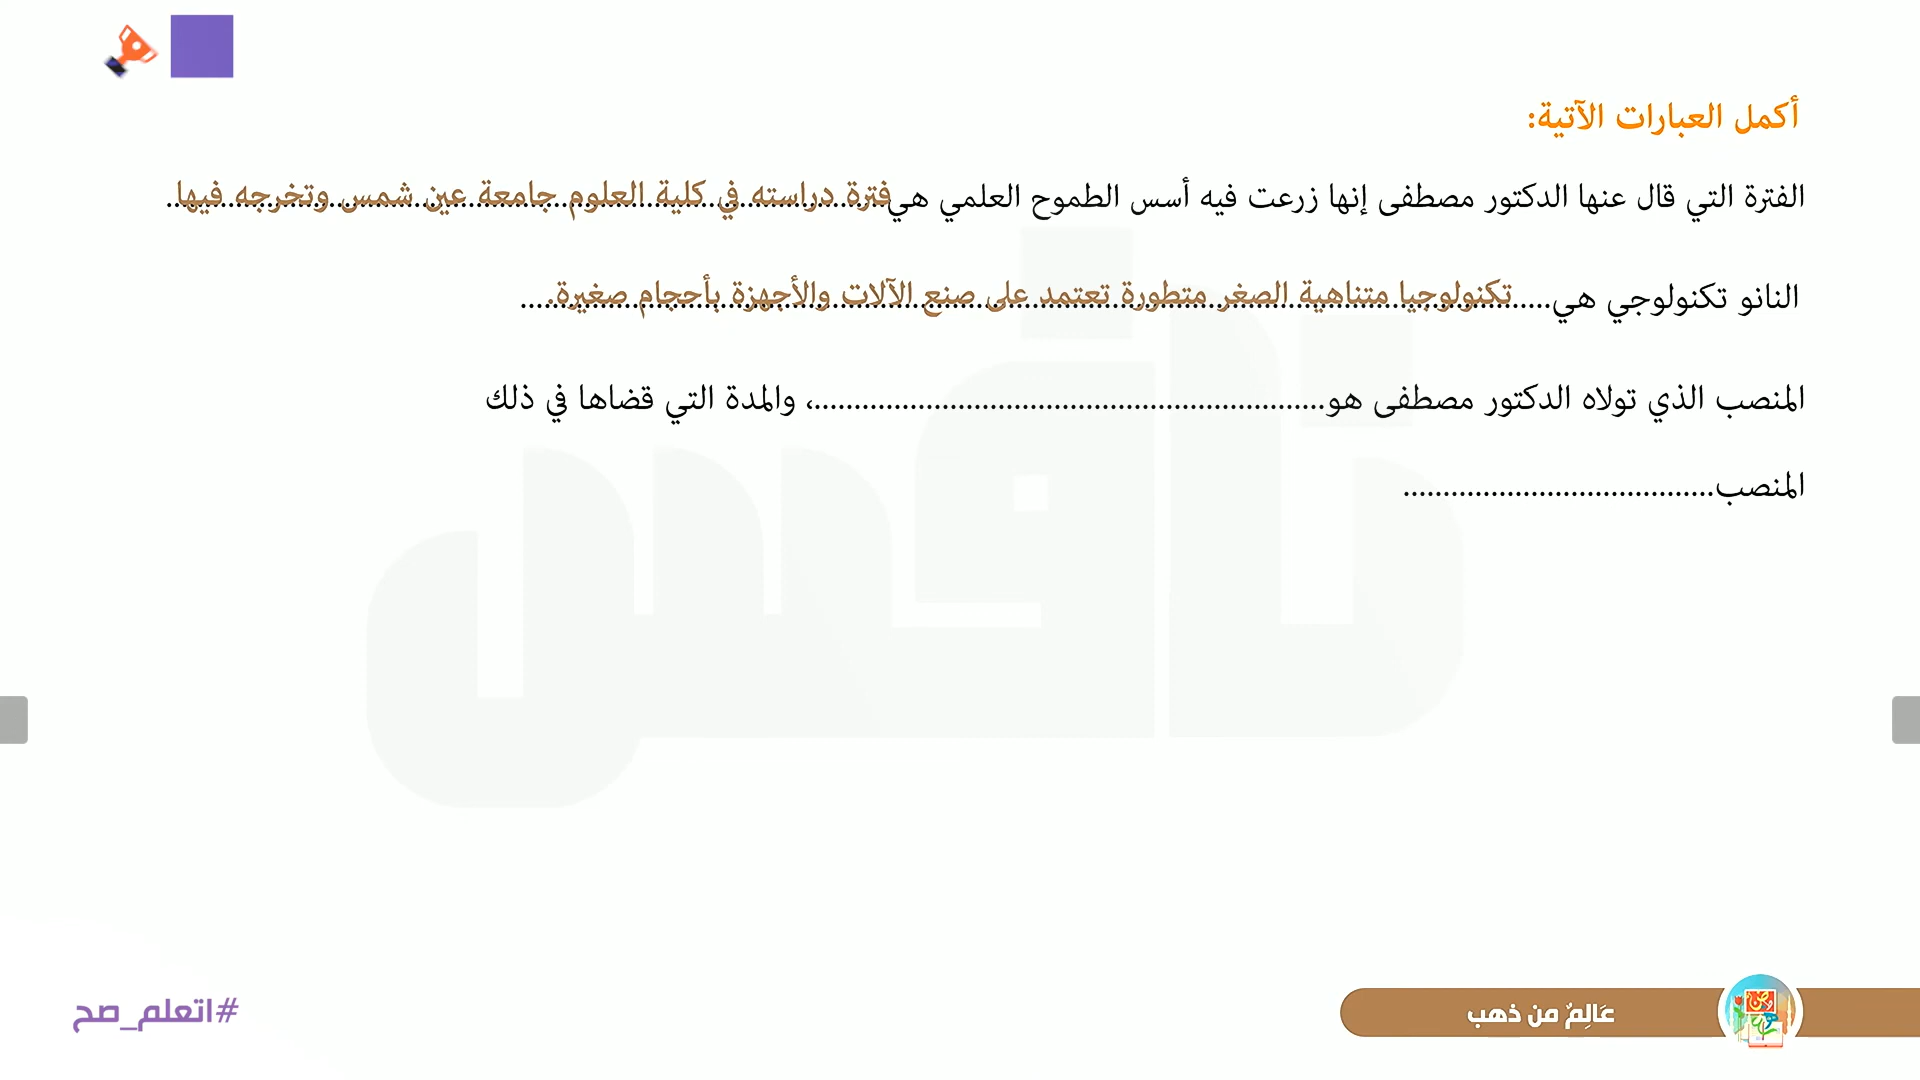 أكمل العبارات الآتية:
الفترة التي قال عنها الدكتور مصطفى إنها زرعت فيه أسس الطموح العلمي هي فترة دراسته في كلية العلوم جامعة عين شمس وتخرجه فيها..
النانو تكنولوجي هي.....تكنولوجيا متناهية الصغر متطورة تعتمد على صنع الآلات والأجهزة بأحجام صغيرة.....
المنصب الذي تولاه الدكتور مصطفى هو................................................................، والمدة التي قضاها في ذلك
المنصب.......................................
نافس
عَالِمٌ من ذهب
#اتعلم_صح